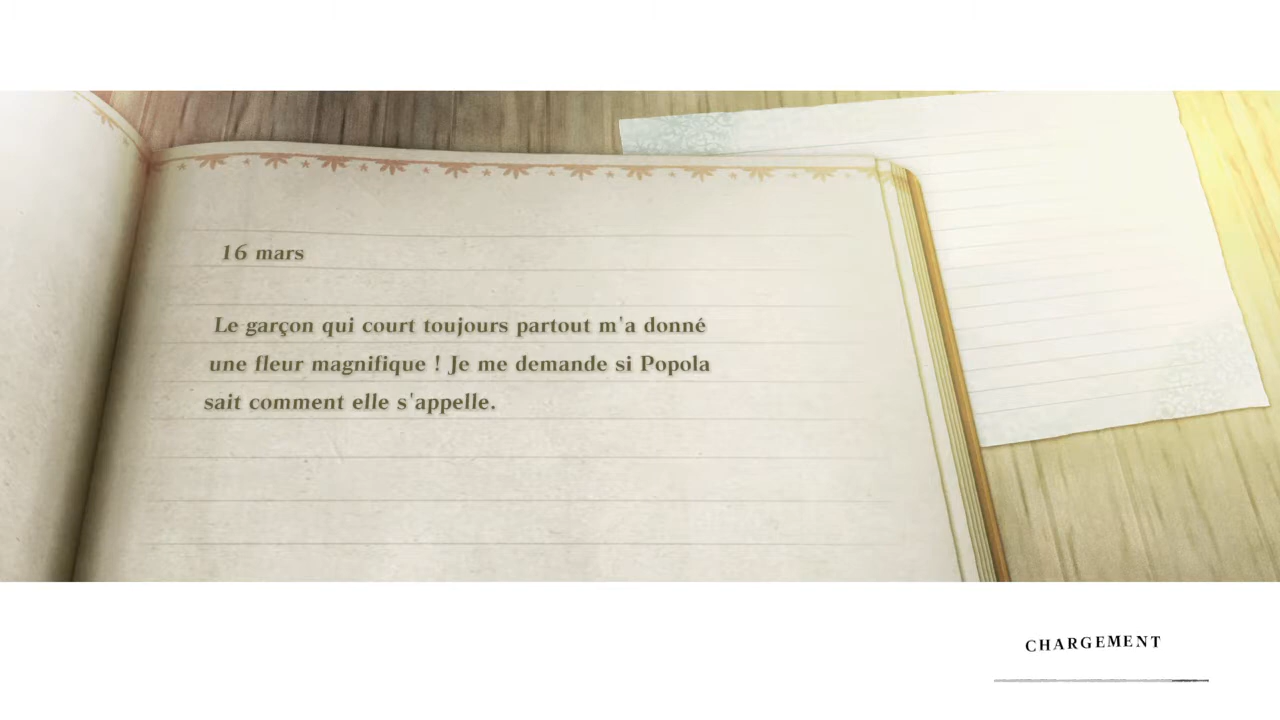 16 mars
Le garçon qui court toujours partout m'a donné
une fleur magnifique ! Je me demande si Popola
sait comment elle s'appelle.
CHARGEMENT